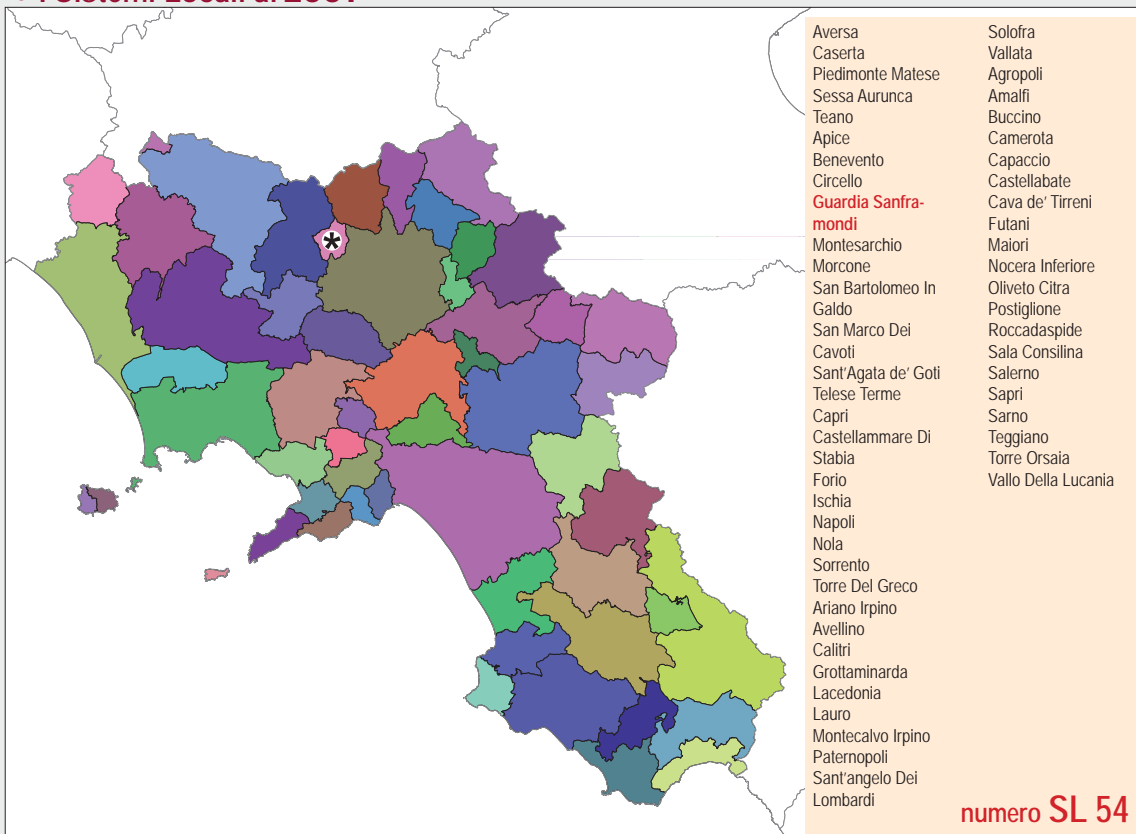 Aversa
Caserta
Piedimonte Matese
Sessa Aurunca
Teano
Apice
Benevento
Circello
Guardia Sanfra-
mondi
Montesarchio
Morcone
San Bartolomeo In
Galdo
San Marco Dei
Cavoti
Sant'Agata de' Goti
Telese Terme
Capri
Castellammare Di
Stabia
Forio
Ischia
Napoli
Nola
Sorrento
Torre Del Greco
Ariano Irpino
Avellino
Calitri
Grottaminarda
Lacedonia
Lauro
Montecalvo Irpino
Paternopoli
Sant'angelo Dei
Lombardi
Solofra
Vallata
Agropoli
Amalfi
Buccino
Camerota
Capaccio
Castellabate
Cava de' Tirreni
Futani
Maiori
Nocera Inferiore
Oliveto Citra
Postiglione
Roccadaspide
Sala Consilina
Salerno
Sapri
Sarno
Teggiano
Torre Orsaia
Vallo Della Lucania
*
numero SL 54